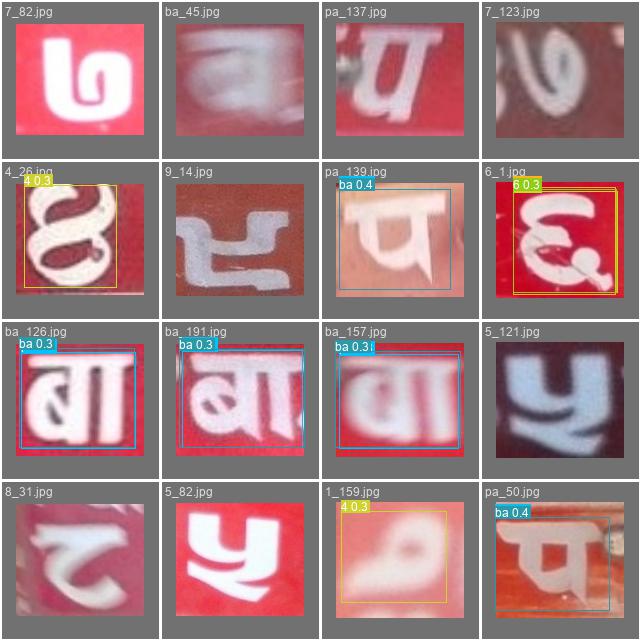 7_82.jpg ba_45.jpg pa_137.jpg 7_123.jpg
७ ब प ७
4_26.jpg 9_14.jpg pa_139.jpg 6_1.jpg
4 0.3 ba 0.4 6 0.3
४ ९ प ६
ba_126.jpg ba_191.jpg ba_157.jpg 5_121.jpg
ba 0.3 ba 0.3 ba 0.3
बा बा बा ५
8_31.jpg 5_82.jpg 1_159.jpg pa_50.jpg
4 0.3 ba 0.4
८ ५ १ प